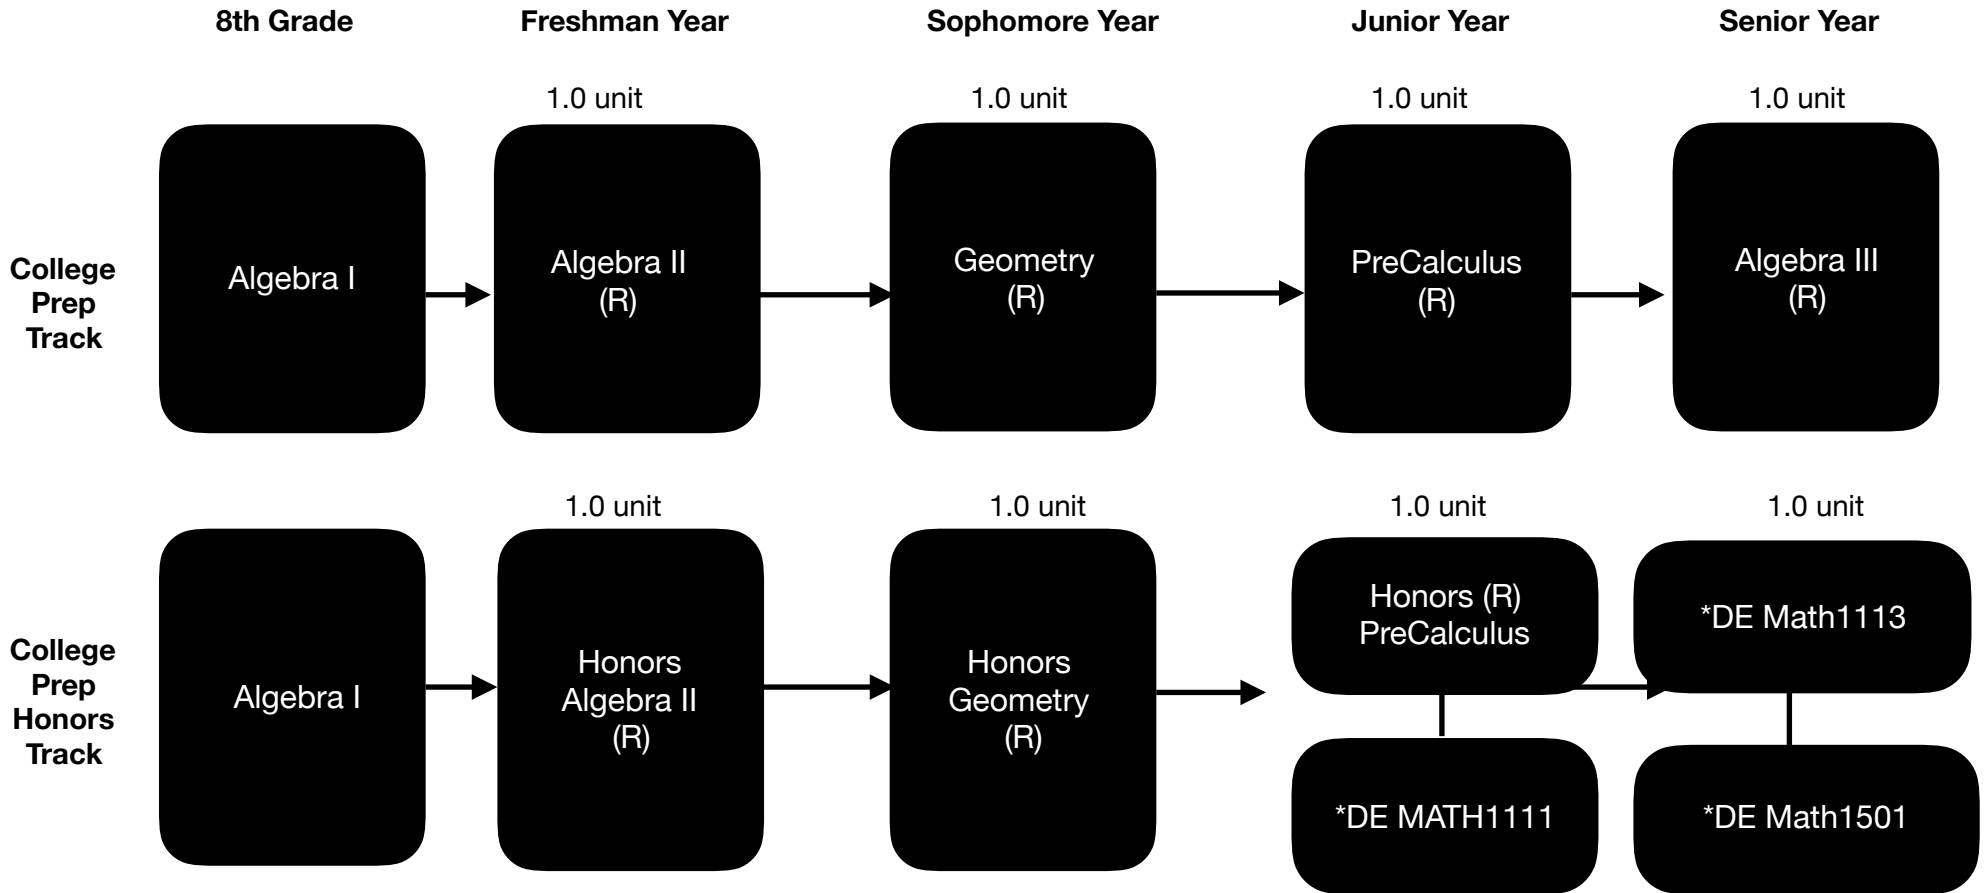 8th Grade
Freshman Year
Sophomore Year
Junior Year
Senior Year
1.0 unit
1.0 unit
1.0 unit
1.0 unit
College
Prep
Track
Algebra I
Algebra II
(R)
Geometry
(R)
PreCalculus
(R)
Algebra III
(R)
1.0 unit
1.0 unit
1.0 unit
1.0 unit
College
Prep
Honors
Track
Algebra I
Honors
Algebra II
(R)
Honors
Geometry
(R)
Honors (R)
PreCalculus
*DE Math1113
*DE MATH1111
*DE Math1501